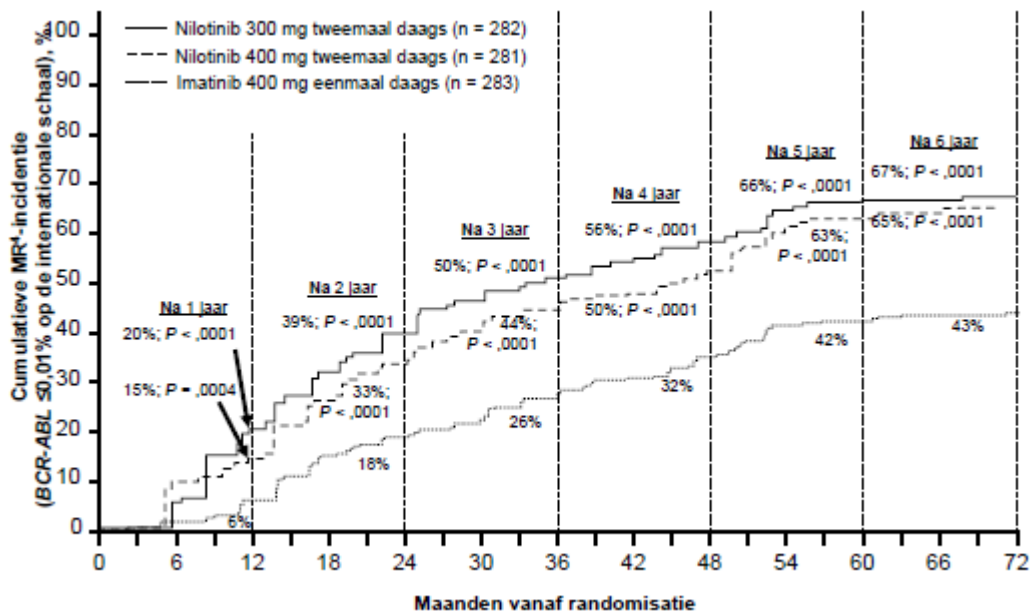 Cumulatieve MR⁴-incidentie
(BCR-ABL ≤0,01% op de internationale schaal), %
100
90
80
70
60
50
40
30
20
10
0
Nilotinib 300 mg tweemaal daags (n = 282)
Nilotinib 400 mg tweemaal daags (n = 281)
Imatinib 400 mg eenmaal daags (n = 283)
Na 1 jaar
20%; P < ,0001
15%; P = ,0004
6%
Na 2 jaar
39%; P < ,0001
33%;
P < ,0001
18%
Na 3 jaar
50%; P < ,0001
44%;
P < ,0001
26%
Na 4 jaar
56%; P < ,0001
50%; P < ,0001
32%
Na 5 jaar
66%; P < ,0001
63%;
P < ,0001
42%
Na 6 jaar
67%; P < ,0001
65%; P < ,0001
43%
0 6 12 18 24 30 36 42 48 54 60 66 72
Maanden vanaf randomisatie